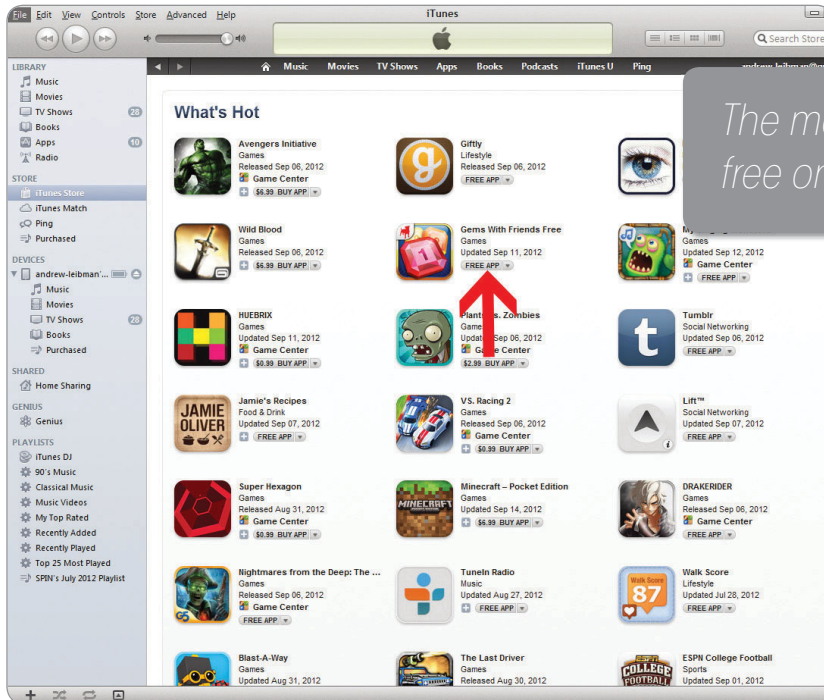 File Edit View Controls Store Advanced Help
iTunes
Search Store
LIBRARY
Music
Movies
TV Shows 28
Books
Apps 10
Radio
STORE
iTunes Store
iTunes Match
Ping
Purchased
DEVICES
andrew-leibman'...
Music
Movies
TV Shows 28
Books
Purchased
SHARED
Home Sharing
GENIUS
Genius
PLAYLISTS
iTunes DJ
90's Music
Classical Music
Music Videos
My Top Rated
Recently Added
Recently Played
Top 25 Most Played
SPIN's July 2012 Playlist
Music Movies TV Shows Apps Books Podcasts iTunes U Ping
The
free
What's Hot
Avengers Initiative
Games
Released Sep 06, 2012
Game Center
$6.99 BUY APP
Giftly
Lifestyle
Released Sep 06, 2012
FREE APP
Wild Blood
Games
Released Sep 06, 2012
$6.99 BUY APP
Gems With Friends Free
Games
Updated Sep 11, 2012
FREE APP
Games
Updated Sep 12, 2012
Game Center
FREE APP
HUEBRIX
Games
Updated Sep 11, 2012
Game Center
$0.99 BUY APP
Plants vs. Zombies
Games
Updated Sep 06, 2012
Game Center
$2.99 BUY APP
t
Tumblr
Social Networking
Updated Sep 06, 2012
FREE APP
JAMIE
OLIVER
Jamie's Recipes
Food & Drink
Updated Sep 07, 2012
FREE APP
VS. Racing 2
Games
Released Sep 06, 2012
Game Center
$0.99 BUY APP
Lift™
Social Networking
Updated Sep 07, 2012
FREE APP
Super Hexagon
Games
Released Aug 31, 2012
Game Center
$0.99 BUY APP
MINECRAFT
Minecraft – Pocket Edition
Games
Updated Sep 14, 2012
$6.99 BUY APP
DRAKERIDER
Games
Released Sep 06, 2012
Game Center
FREE APP
G5
Nightmares from the Deep: The ...
Games
Released Sep 06, 2012
Game Center
FREE APP
TuneIn Radio
Music
Updated Aug 27, 2012
FREE APP
Walk Score
87
Walk Score
Lifestyle
Updated Jul 28, 2012
FREE APP
Blast-A-Way
Games
Updated Aug 31, 2012
The Last Driver
Games
Released Aug 30, 2012
ESPN
COLLEGE
FOOTBALL
ESPN College Football
Sports
Updated Sep 01, 2012